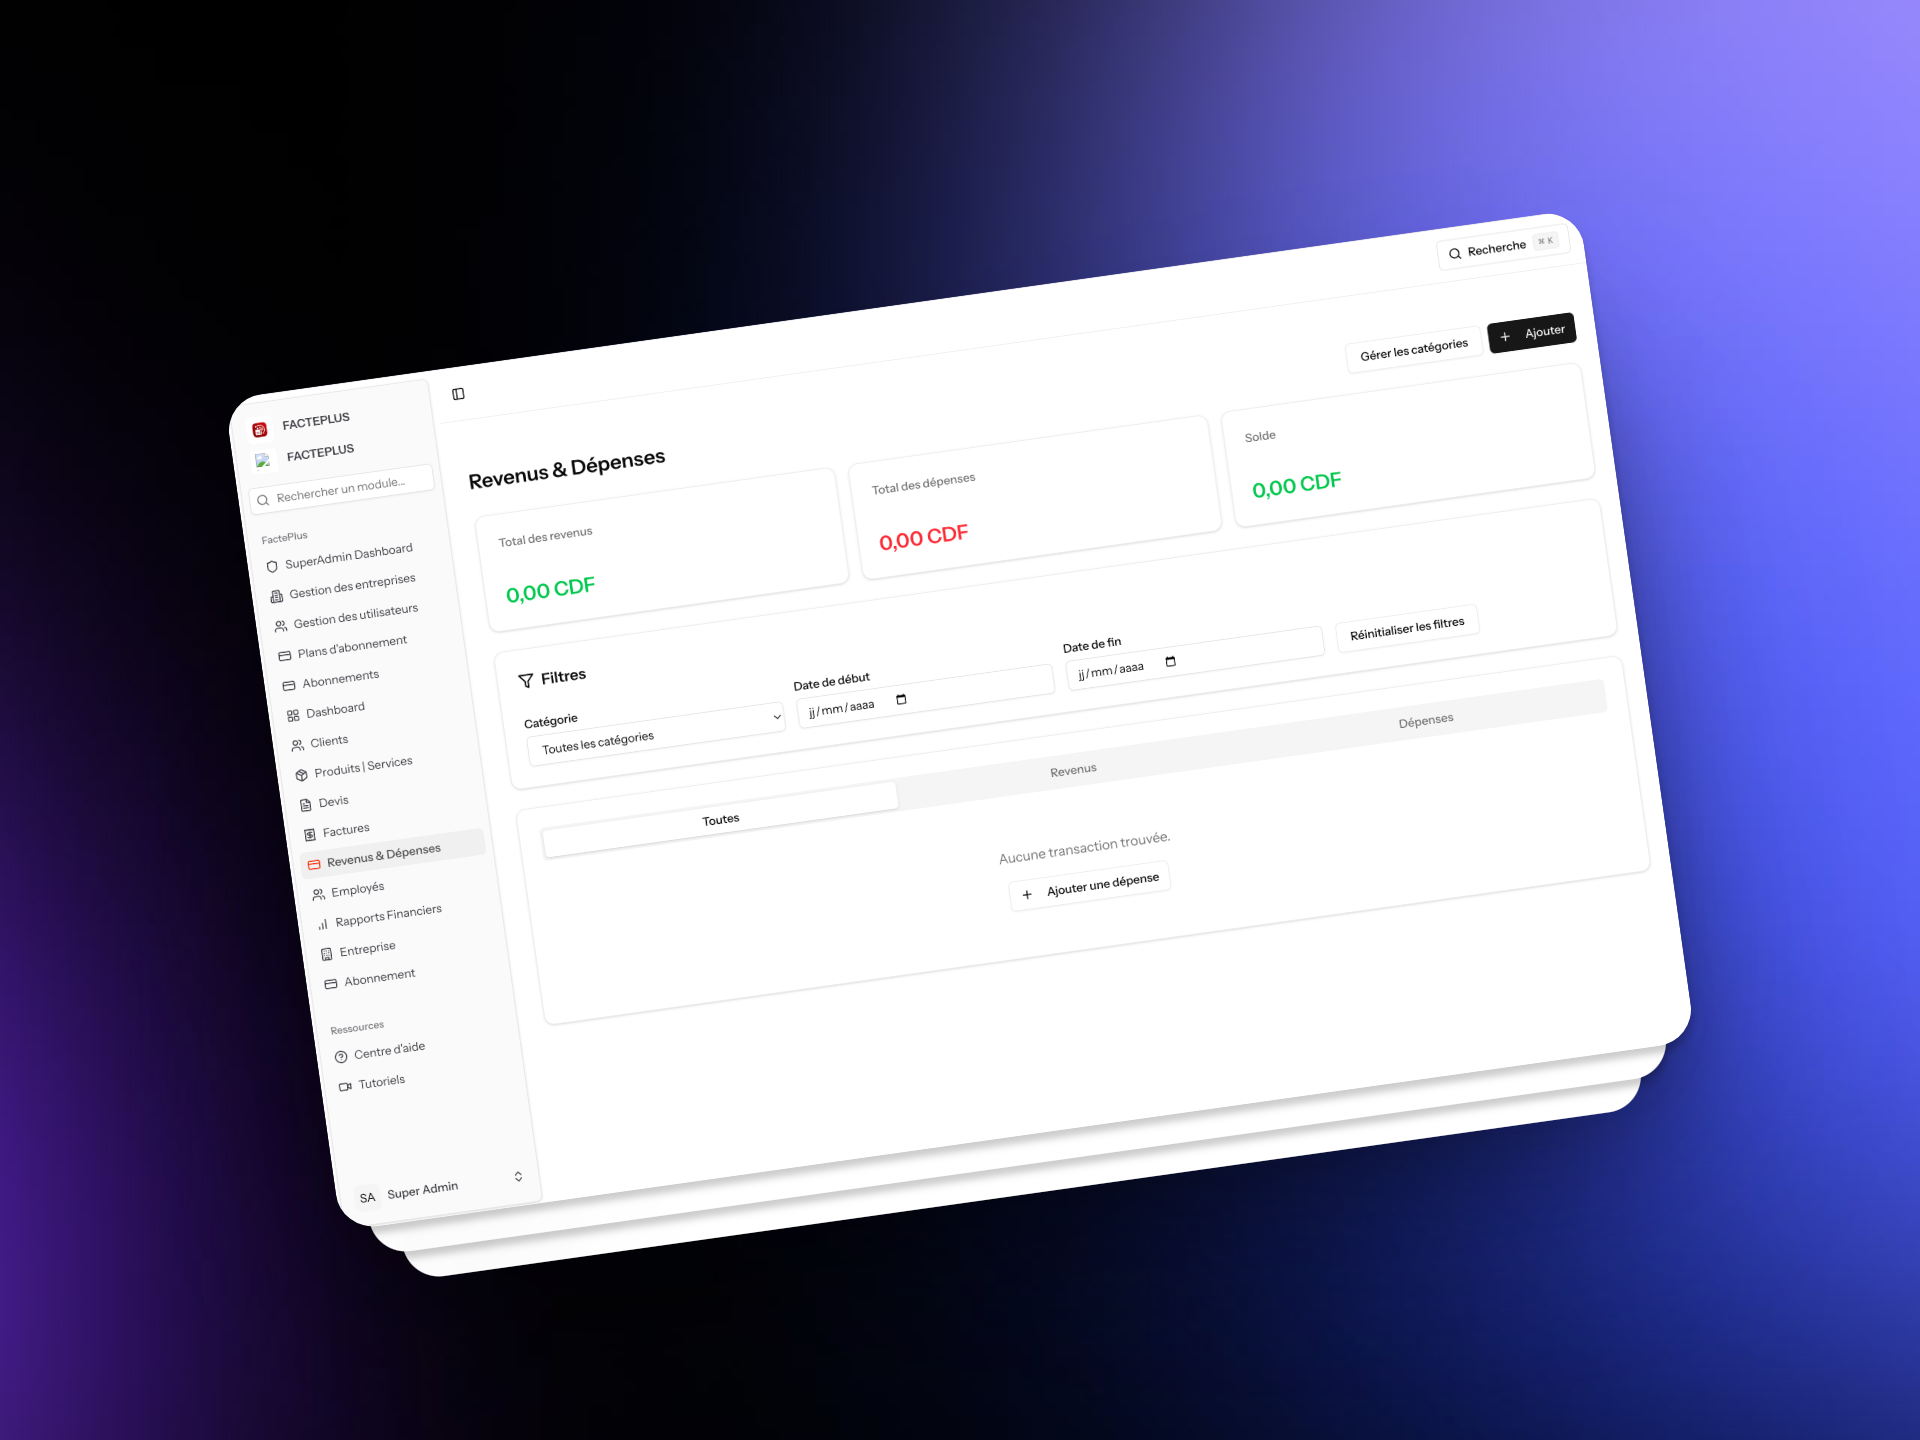 FACTEPLUS
FACTEPLUS
Rechercher un module...
FactePlus
SuperAdmin Dashboard
Gestion des entreprises
Gestion des utilisateurs
Plans d'abonnement
Abonnements
Dashboard
Clients
Produits | Services
Devis
Factures
Revenus & Dépenses
Employés
Rapports Financiers
Entreprise
Abonnement
Ressources
Centre d'aide
Tutoriels
SA Super Admin
Recherche ⌘ K
Gérer les catégories
+ Ajouter
Revenus & Dépenses
Total des revenus
0,00 CDF
Total des dépenses
0,00 CDF
Solde
0,00 CDF
Filtres
Catégorie
Toutes les catégories
Date de début
jj/mm/aaaa
Date de fin
jj/mm/aaaa
Réinitialiser les filtres
Toutes
Revenus
Dépenses
Aucune transaction trouvée.
+ Ajouter une dépense